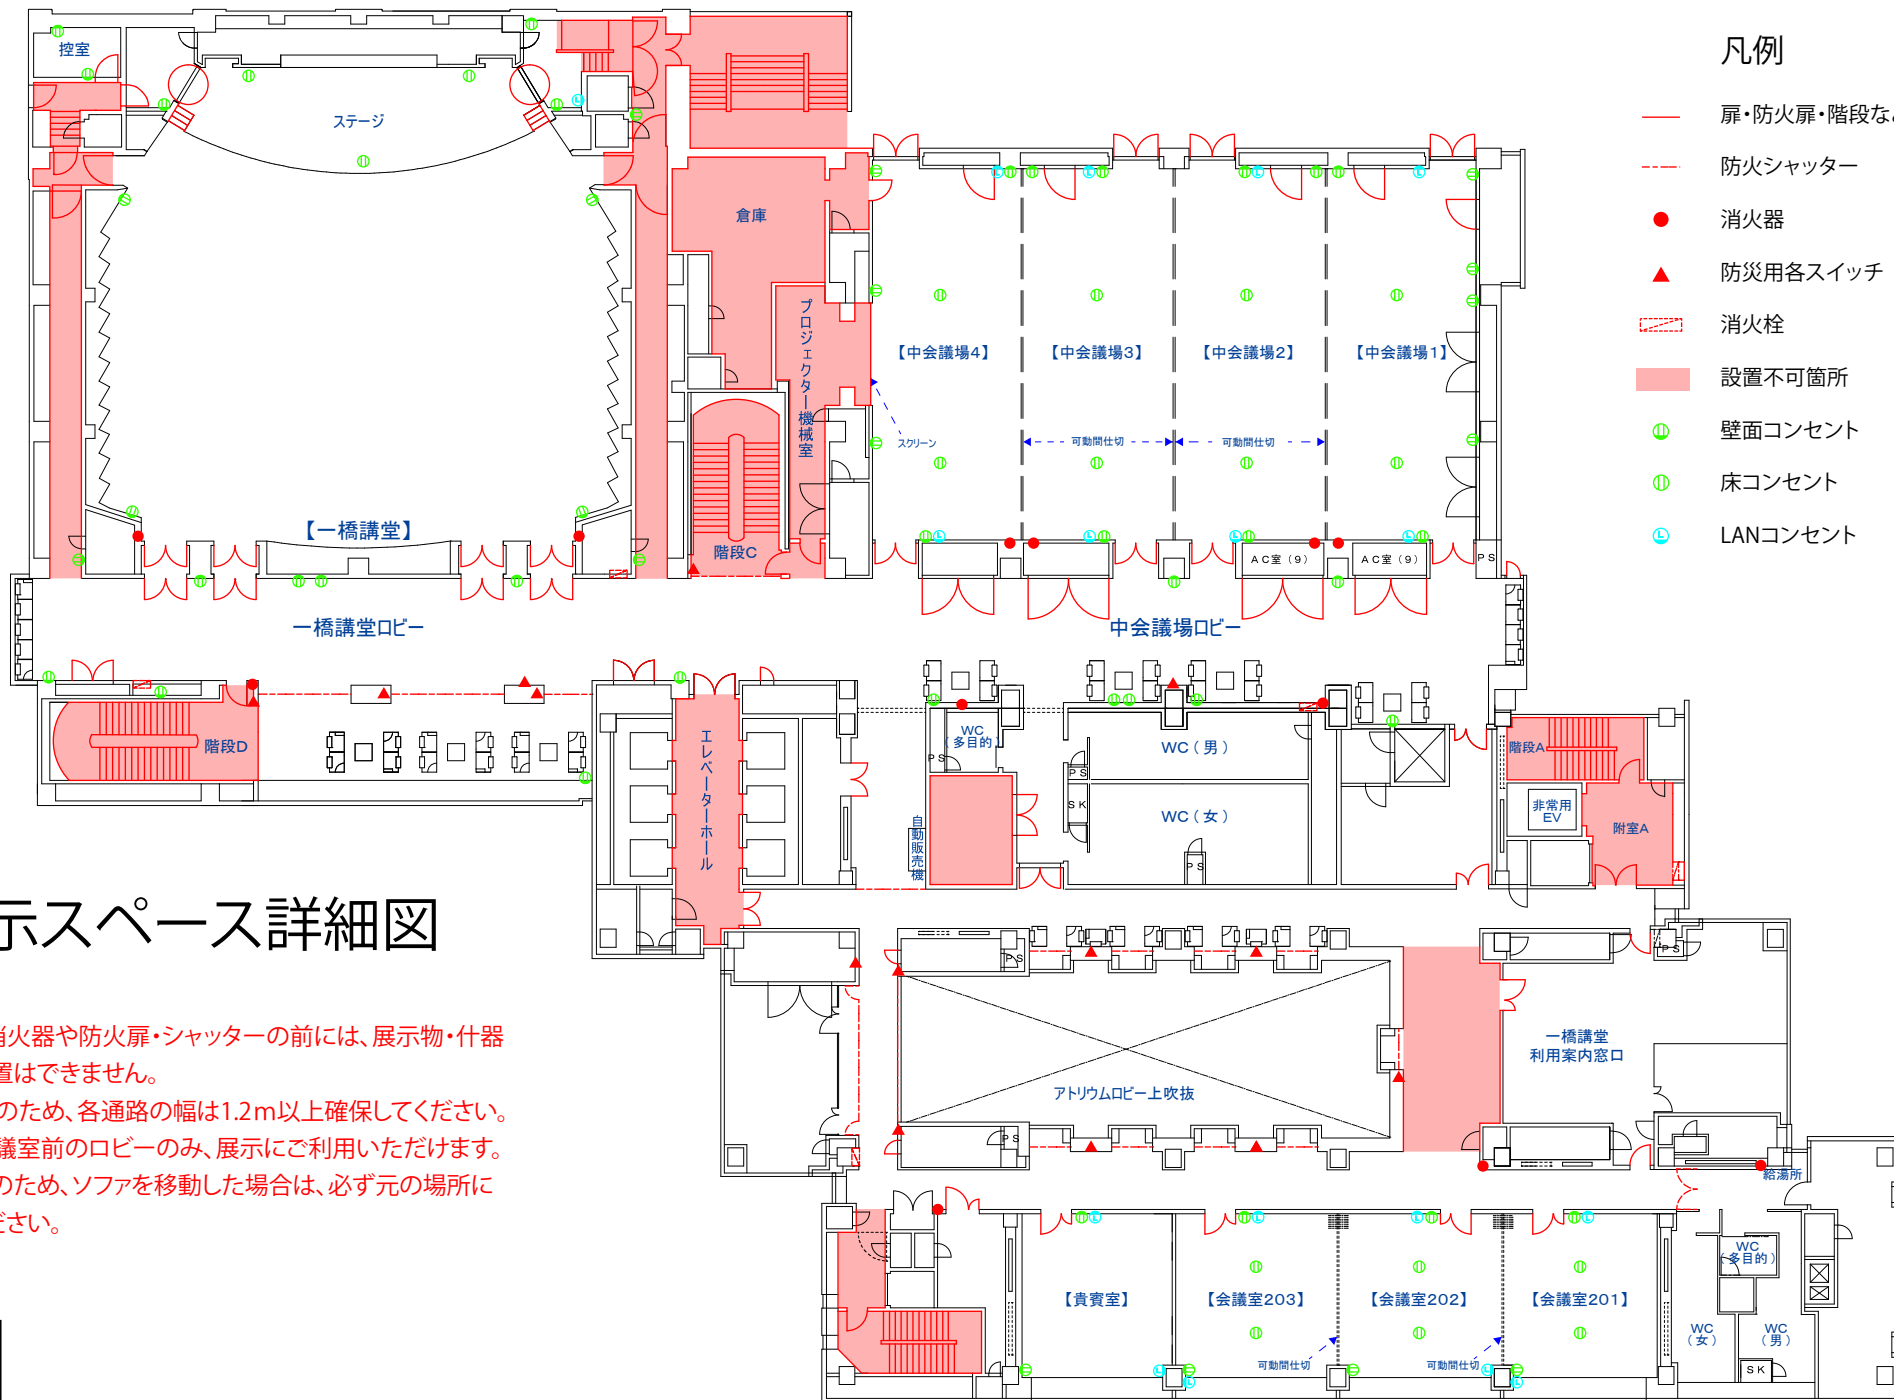 控室
ステージ
倉庫
プロジェクター機械室
【一橋講堂】
階段C
【中会議場4】
【中会議場3】
【中会議場2】
【中会議場1】
スクリーン
可動間仕切
可動間仕切
AC室(9)
AC室(9)
PS
凡例
扉・防火扉・階段な
防火シャッター
消火器
防災用各スイッチ
消火栓
設置不可箇所
壁面コンセント
床コンセント
LANコンセント
一橋講堂ロビー
中会議場ロビー
階段D
エレベーターホール
WC
(多目的)
PS
WC(男)
PS
SK
WC(女)
PS
自動販売機
階段A
非常用
EV
附室A
示スペース詳細図
消火器や防火扉・シャッターの前には、展示物・什器
置はできません。
のため、各通路の幅は1.2m以上確保してください。
議室前のロビーのみ、展示にご利用いただけます。
のため、ソファを移動した場合は、必ず元の場所に
ださい。
PS
PS
一橋講堂
利用案内窓口
アトリウムロビー上吹抜
PS
給湯所
【貴賓室】
【会議室203】
【会議室202】
【会議室201】
可動間仕切
可動間仕切
WC
(多目的)
WC
(女)
WC
(男)
SK